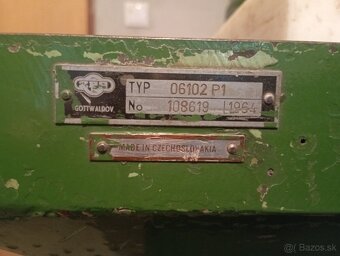 GOTTWALDOV
TYP 06102 P1
No 108619 1964
MADE IN CZECHOSLOVAKIA
bazos.sk